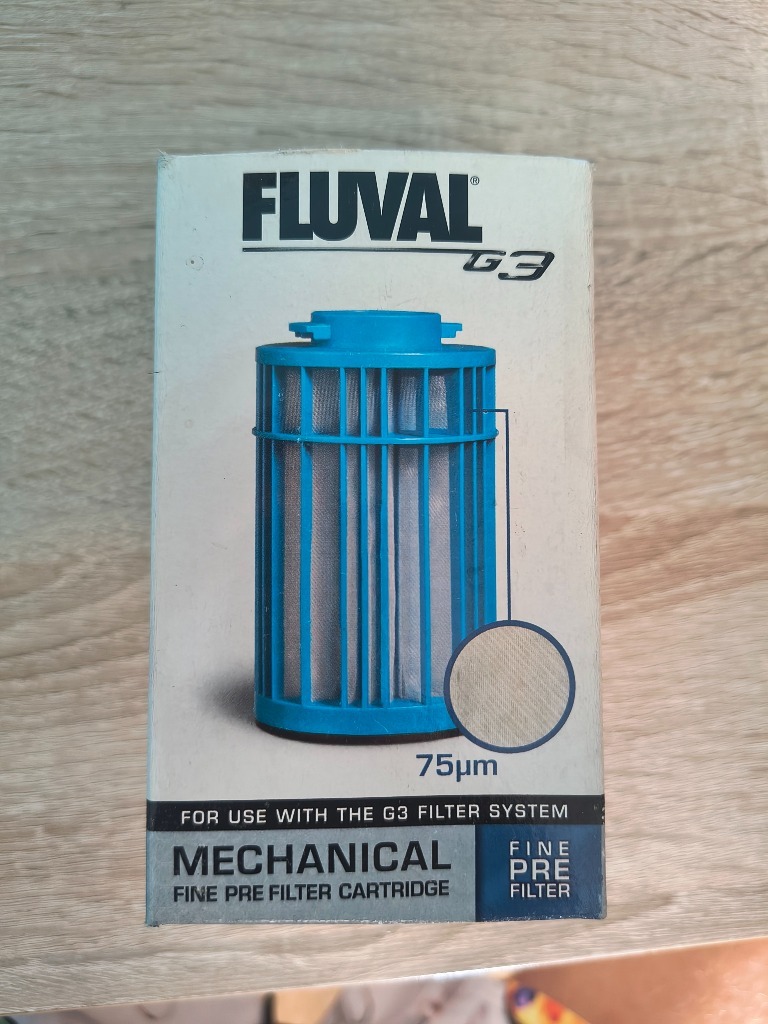 FLUVAL®
G3
75µm
FOR USE WITH THE G3 FILTER SYSTEM
MECHANICAL
FINE PRE FILTER CARTRIDGE
FINE
PRE
FILTER